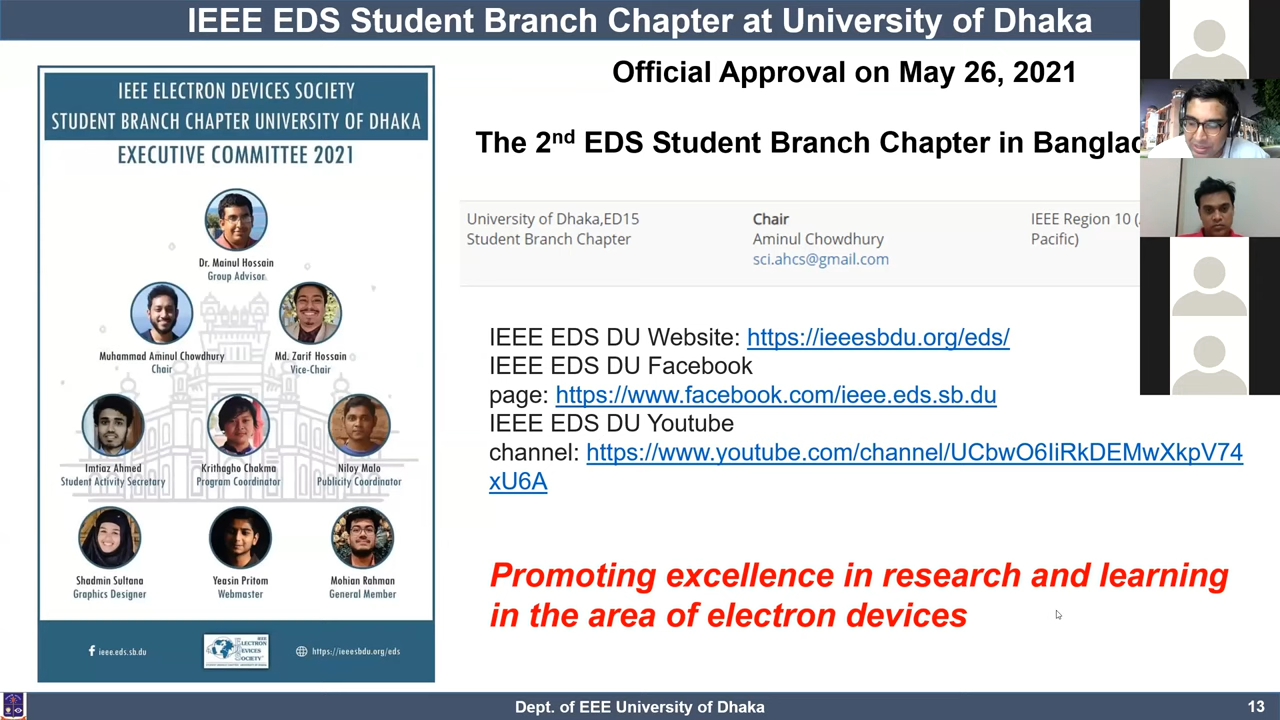 IEEE EDS Student Branch Chapter at University of Dhaka
IEEE ELECTRON DEVICES SOCIETY
STUDENT BRANCH CHAPTER UNIVERSITY OF DHAKA
EXECUTIVE COMMITTEE 2021
Dr. Mainul Hossain
Group Advisor
Muhammad Aminul Chowdhury
Chair
Md. Zarif Hossain
Vice-Chair
Imtiaz Ahmed
Student Activity Secretary
Krithagho Chakma
Program Coordinator
Niloy Malo
Publicity Coordinator
Shadmin Sultana
Graphics Designer
Yeasin Pritom
Webmaster
Mohian Rahman
General Member
ieee.eds.sb.du
IEEE
ELECTRON
DEVICES
SOCIETY
https://ieeesbdu.org/eds
Official Approval on May 26, 2021
The 2nd EDS Student Branch Chapter in
University of Dhaka,ED15
Student Branch Chapter
Chair
Aminul Chowdhury
sci.ahcs@gmail.com
IEEE Region 10
Pacific)
IEEE EDS DU Website: https://ieeesbdu.org/eds/
IEEE EDS DU Facebook
page: https://www.facebook.com/ieee.eds.sb.du
IEEE EDS DU Youtube
channel: https://www.youtube.com/channel/UCbwO6IiRkDEMwXkpV74
xU6A
Promoting excellence in research and learning
in the area of electron devices
Dept. of EEE University of Dhaka
13